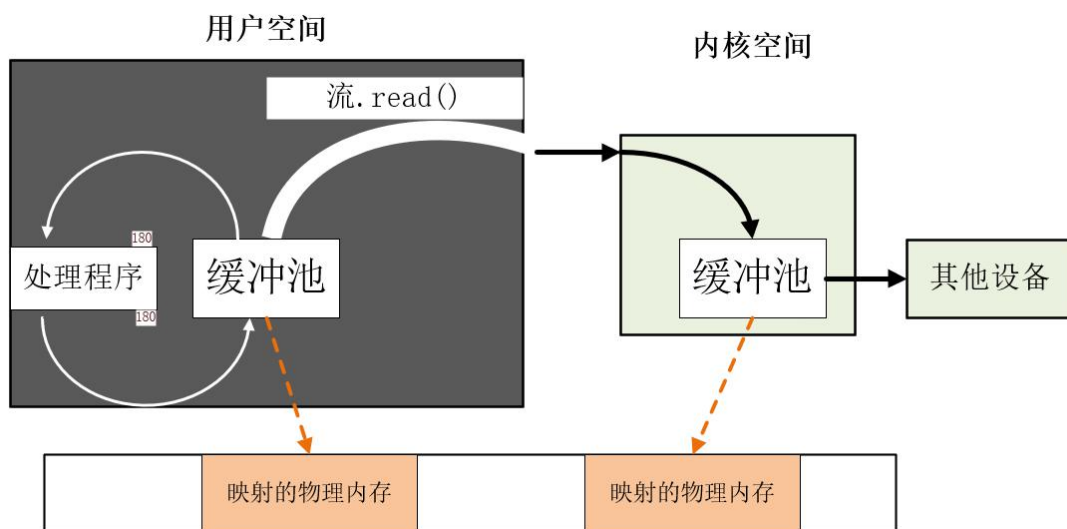 用户空间
内核空间
流.read()
180
处理程序
缓冲池
缓冲池
其他设备
180
映射的物理内存
映射的物理内存